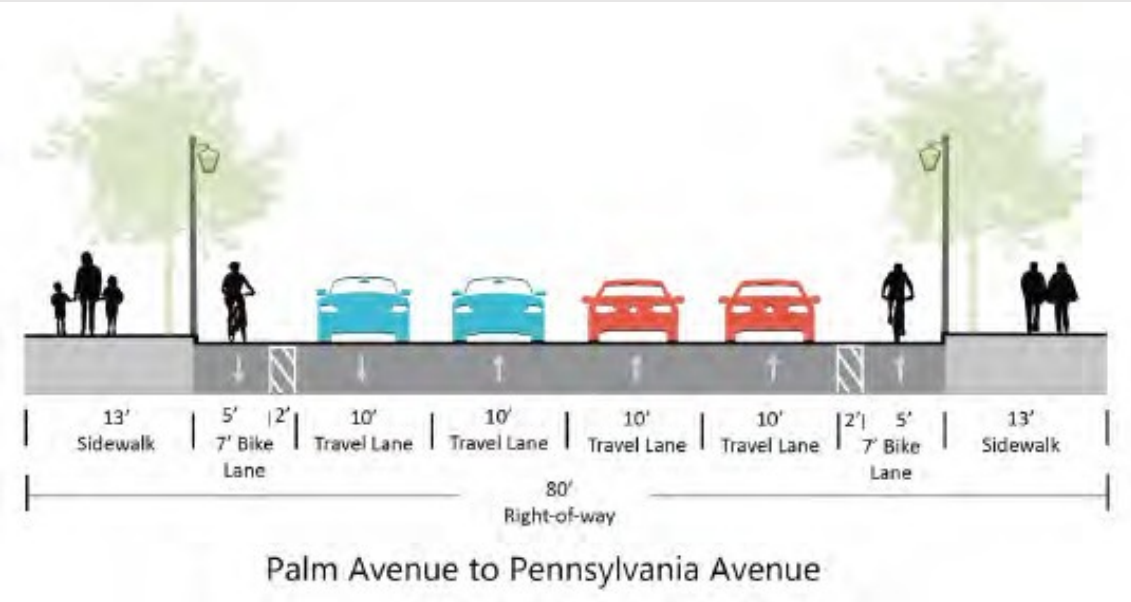 13’ 5’ 2’ 10’ 10’ 10’ 10’ 2’ 5’ 13’
Sidewalk 7’ Bike Travel Lane Travel Lane Travel Lane Travel Lane 7’ Bike Sidewalk
Lane Lane
80’
Right-of-way
Palm Avenue to Pennsylvania Avenue